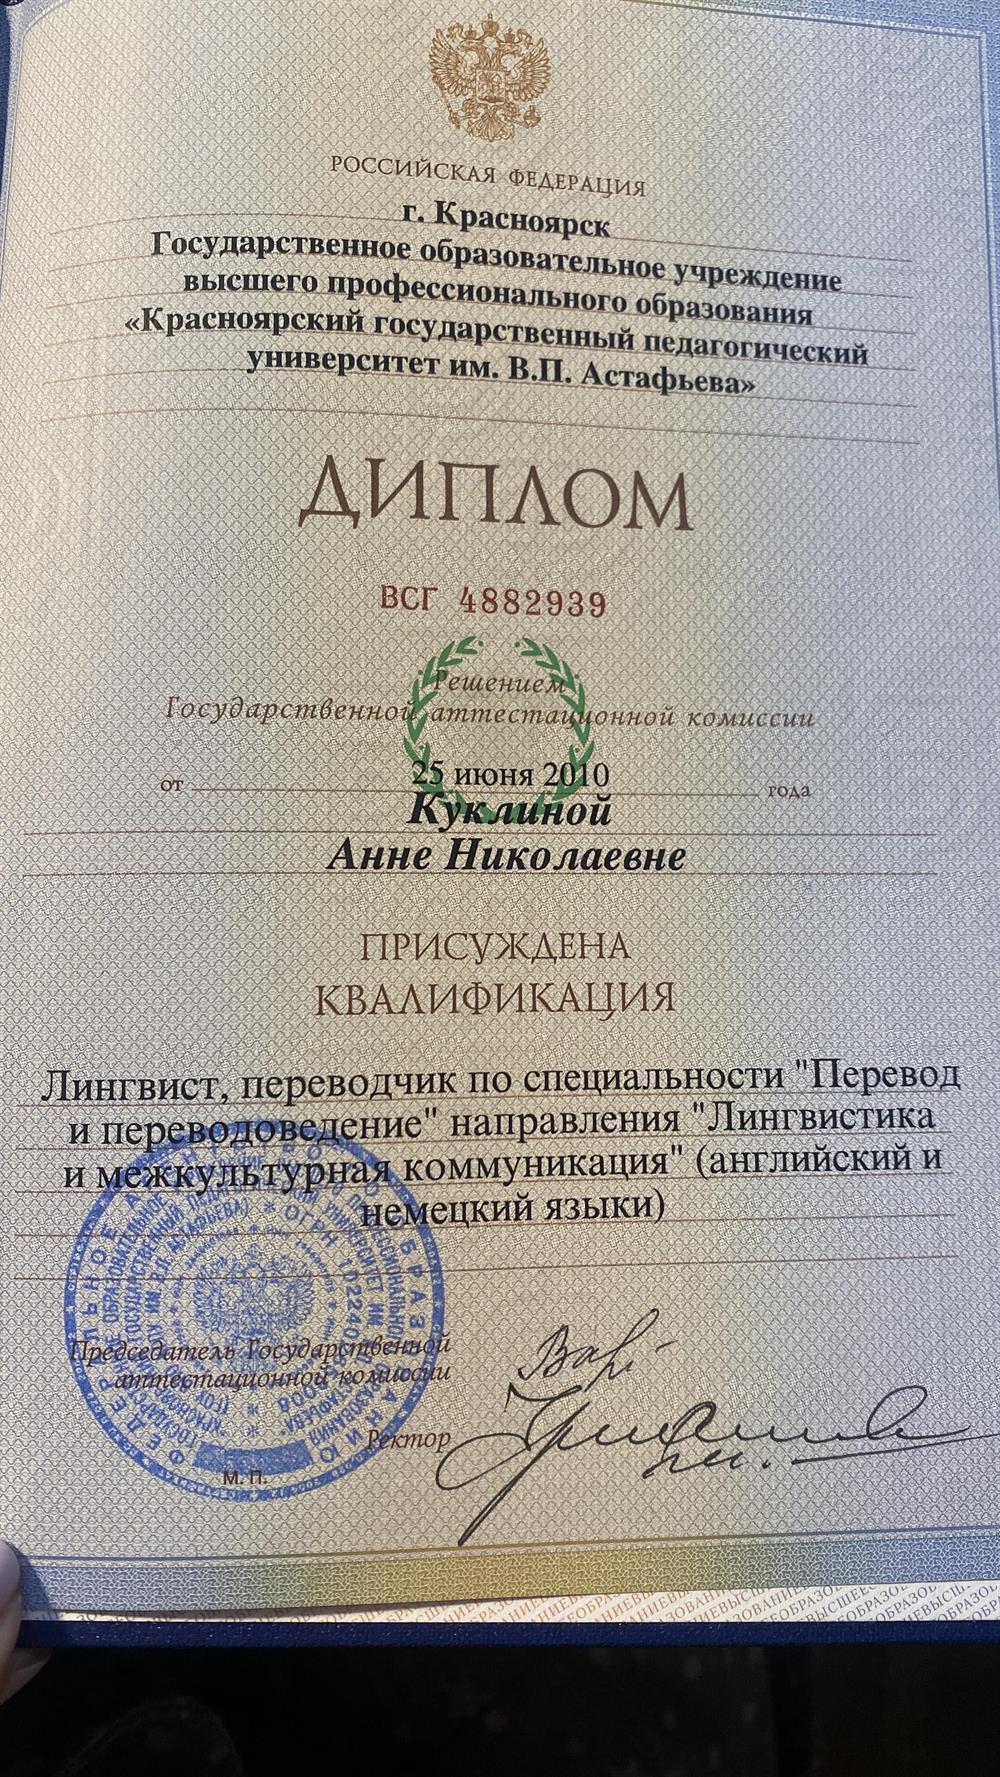 РОССИЙСКАЯ ФЕДЕРАЦИЯ
г. Красноярск
Государственное образовательное учреждение
высшего профессионального образования
«Красноярский государственный педагогический
университет им. В.П. Астафьева»
ДИПЛОМ
ВСГ 4882939
Решением
Государственной аттестационной комиссии
от 25 июня 2010 года
Куклиной
Анне Николаевне
ПРИСУЖДЕНА
КВАЛИФИКАЦИЯ
Лингвист, переводчик по специальности "Перевод
и переводоведение" направления "Лингвистика
и межкультурная коммуникация" (английский и
немецкий языки)
Председатель Государственной
аттестационной комиссии
Ректор
М. П.